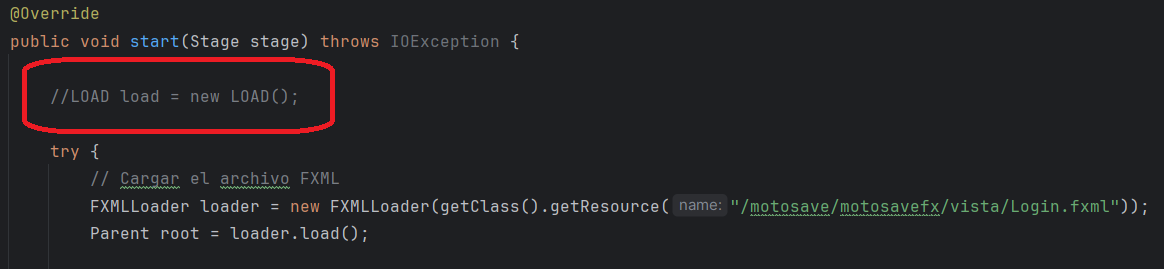 @Override
public void start(Stage stage) throws IOException {
//LOAD load = new LOAD();
try {
// Cargar el archivo FXML
FXMLLoader loader = new FXMLLoader(getClass().getResource( name: "/motosave/motosavefx/vista/Login.fxml"));
Parent root = loader.load();